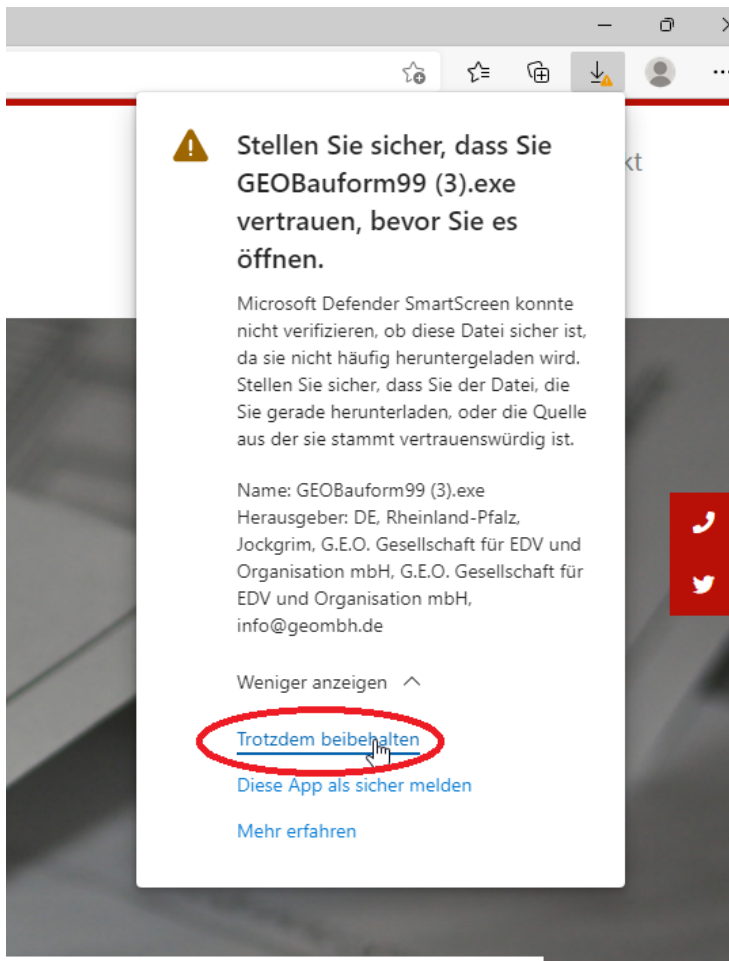 Stellen Sie sicher, dass Sie
GEOBauform99 (3).exe
vertrauen, bevor Sie es
öffnen.
Microsoft Defender SmartScreen konnte
nicht verifizieren, ob diese Datei sicher ist,
da sie nicht häufig heruntergeladen wird.
Stellen Sie sicher, dass Sie der Datei, die
Sie gerade herunterladen, oder die Quelle
aus der sie stammt vertrauenswürdig ist.
Name: GEOBauform99 (3).exe
Herausgeber: DE, Rheinland-Pfalz,
Jockgrim, G.E.O. Gesellschaft für EDV und
Organisation mbH, G.E.O. Gesellschaft für
EDV und Organisation mbH,
info@geombh.de
Weniger anzeigen
Trotzdem beibehalten
Diese App als sicher melden
Mehr erfahren